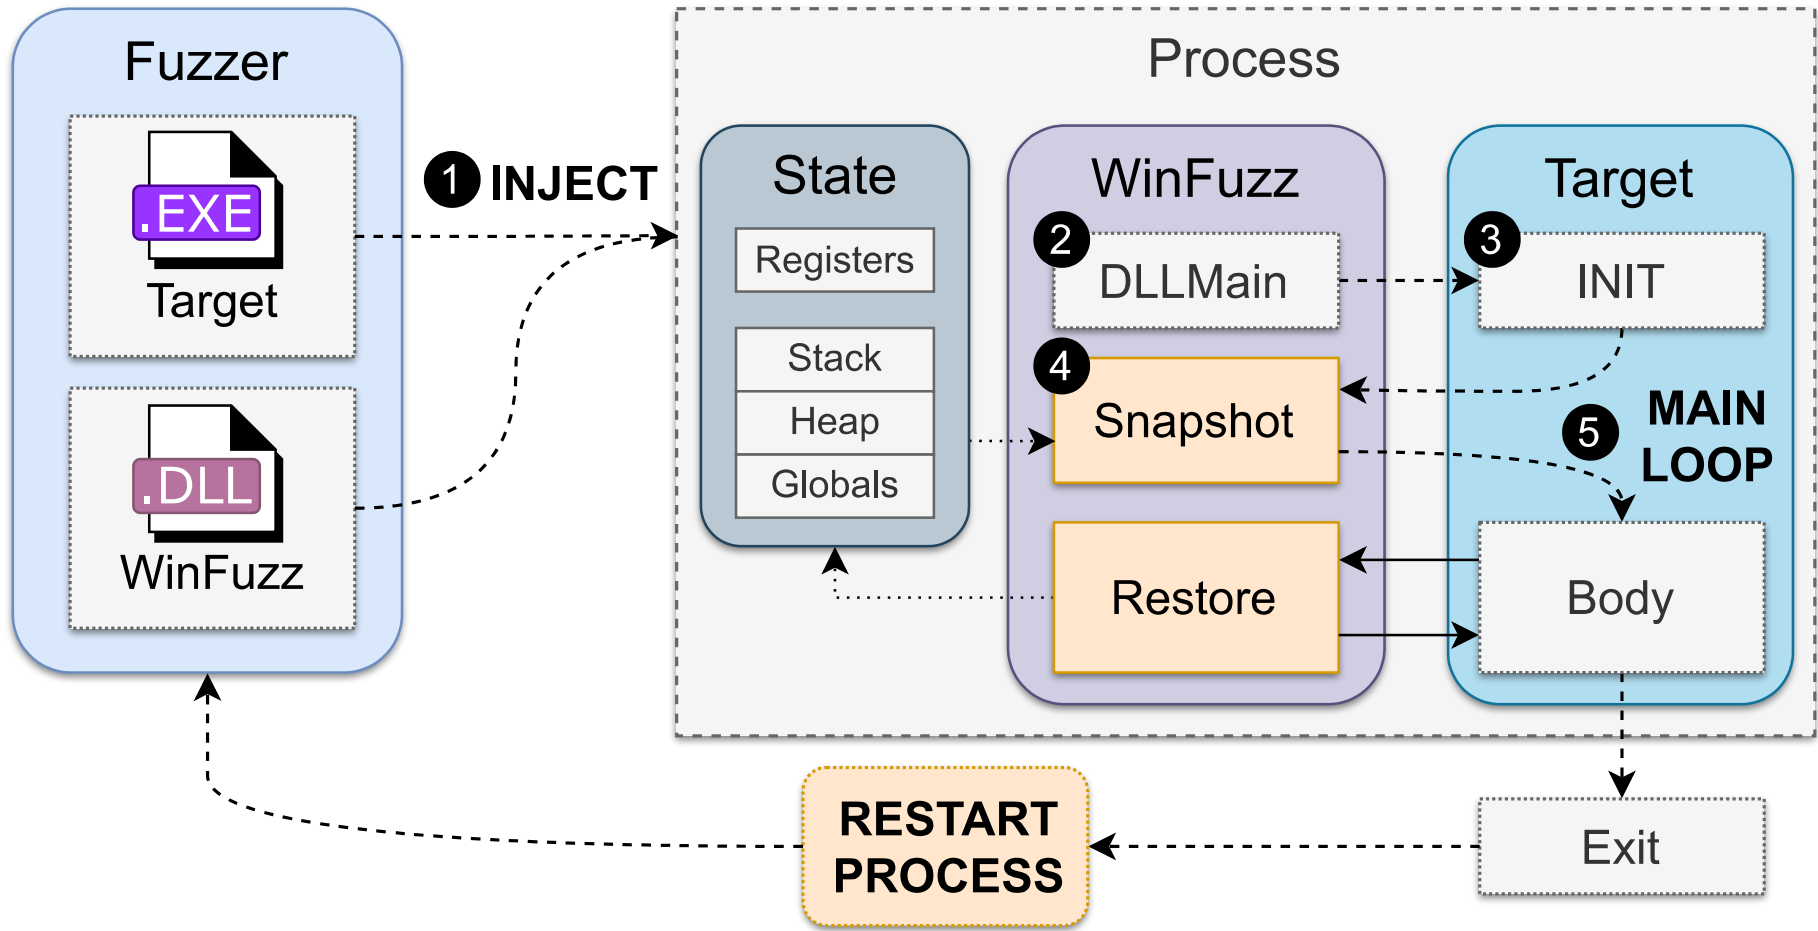 Fuzzer
.EXE
Target
.DLL
WinFuzz
1 INJECT
Process
State
Registers
Stack
Heap
Globals
WinFuzz
2
DLLMain
4
Snapshot
Restore
Target
3
INIT
5
MAIN
LOOP
Body
Exit
RESTART
PROCESS